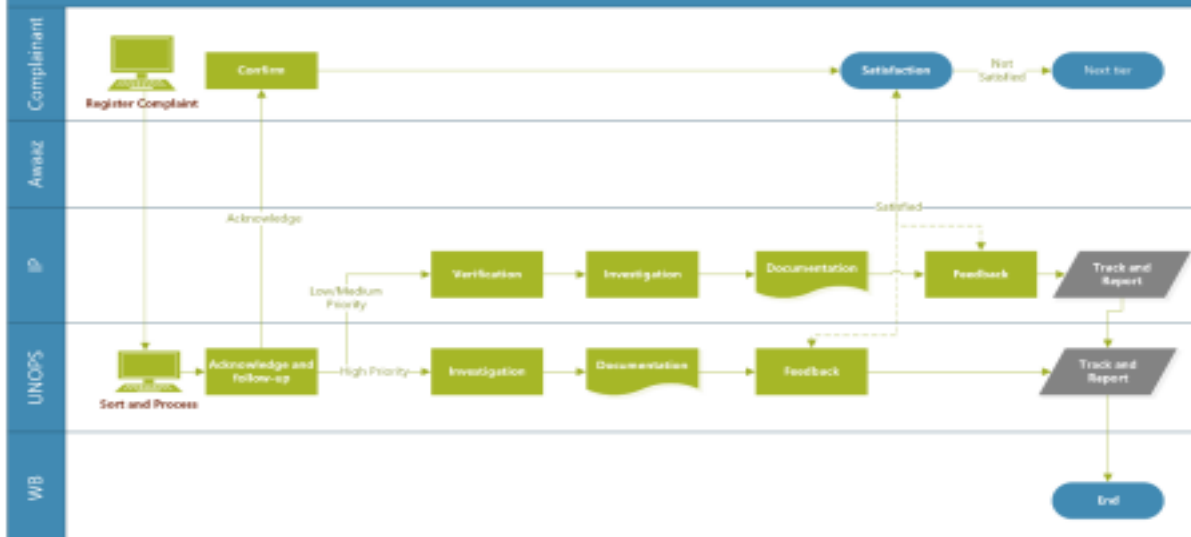 Complainant
Confirm
Satisfaction
Not
Satisfied
Next tier
Register Complaint
Awaaz
Acknowledge
Satisfied
IP
Verification
Investigation
Documentation
Feedback
Track and
Report
Low/Medium
Priority
UNOPS
Acknowledge and
follow-up
High Priority
Investigation
Documentation
Feedback
Track and
Report
Sort and Process
WB
End